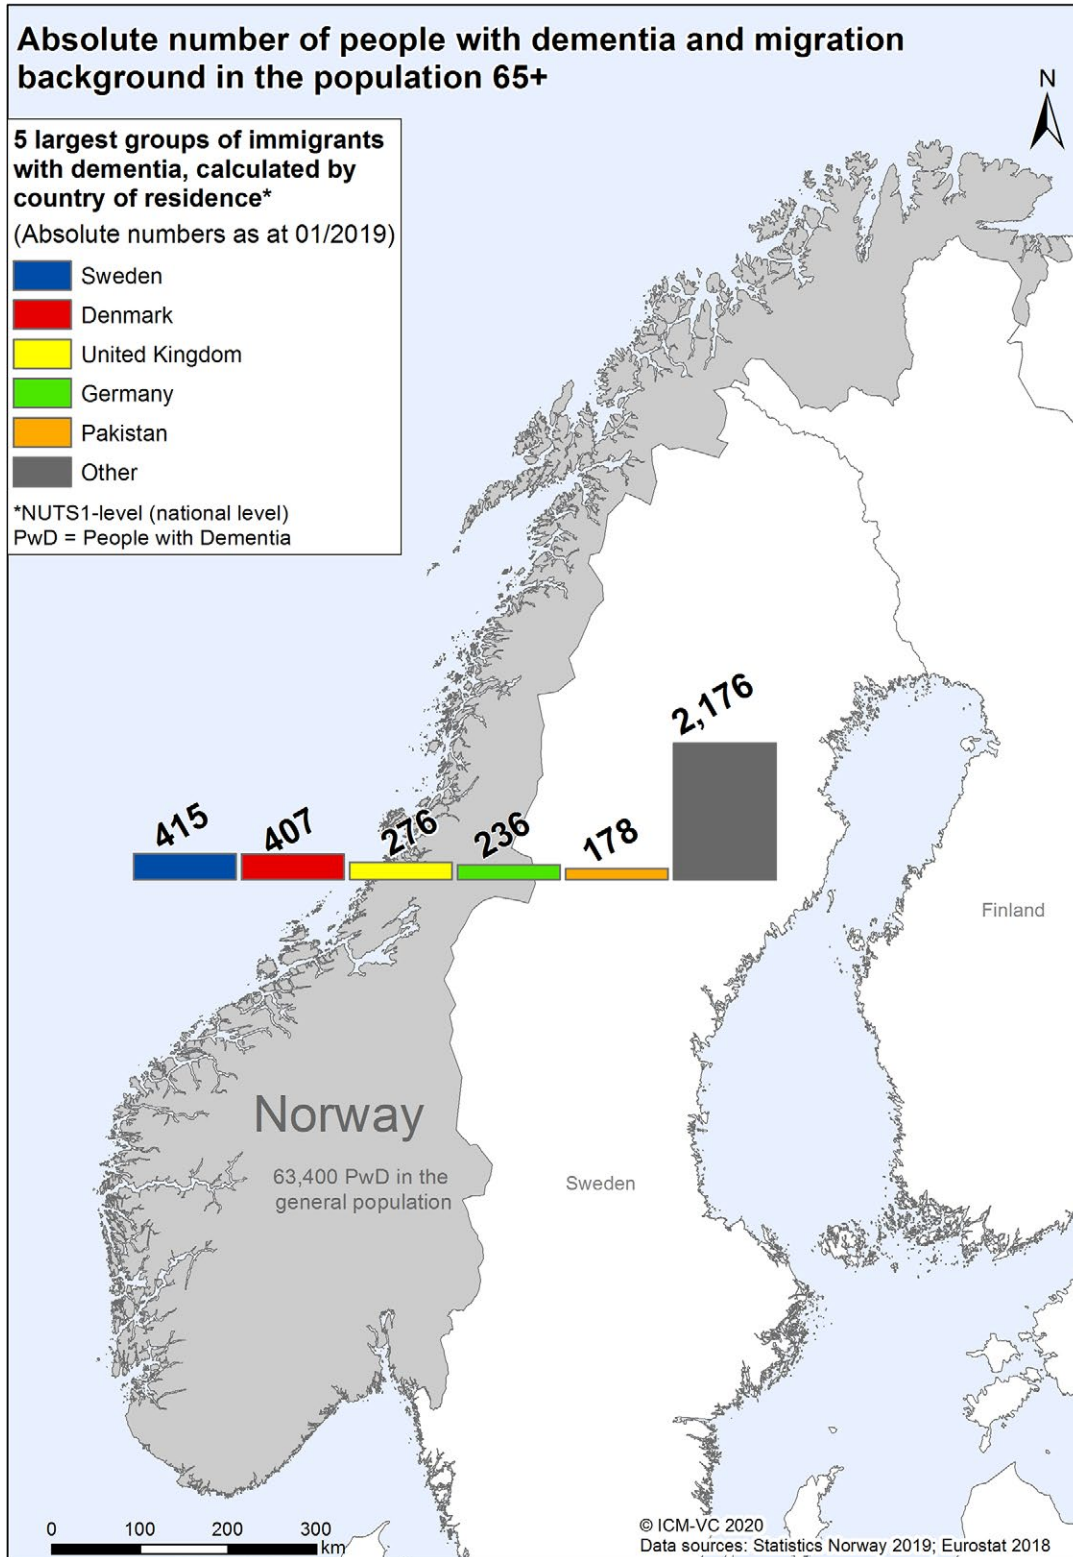 Absolute number of people with dementia and migration
background in the population 65+
N
5 largest groups of immigrants
with dementia, calculated by
country of residence*
(Absolute numbers as at 01/2019)
Sweden
Denmark
United Kingdom
Germany
Pakistan
Other
*NUTS1-level (national level)
PwD = People with Dementia
415
407
276
236
178
2,176
Finland
Norway
63,400 PwD in the
general population
Sweden
0 100 200 300
km
© ICM-VC 2020
Data sources: Statistics Norway 2019; Eurostat 2018